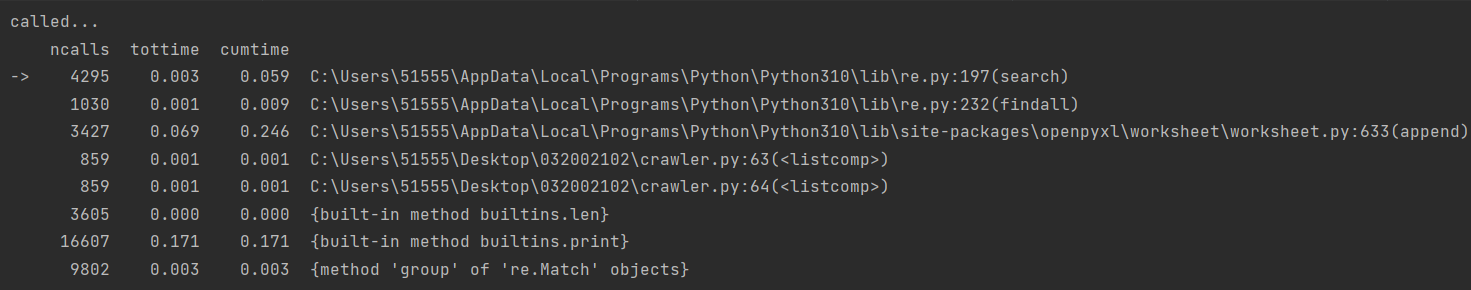 called...
ncalls tottime cumtime
-> 4295 0.003 0.059 C:\Users\51555\AppData\Local\Programs\Python\Python310\lib\re.py:197(search)
1030 0.001 0.009 C:\Users\51555\AppData\Local\Programs\Python\Python310\lib\re.py:232(findall)
3427 0.069 0.246 C:\Users\51555\AppData\Local\Programs\Python\Python310\lib\site-packages\openpyxl\worksheet\worksheet.py:633(append)
859 0.001 0.001 C:\Users\51555\Desktop\032002102\crawler.py:63(<listcomp>)
859 0.001 0.001 C:\Users\51555\Desktop\032002102\crawler.py:64(<listcomp>)
3605 0.000 0.000 {built-in method builtins.len}
16607 0.171 0.171 {built-in method builtins.print}
9802 0.003 0.003 {method 'group' of 're.Match' objects}